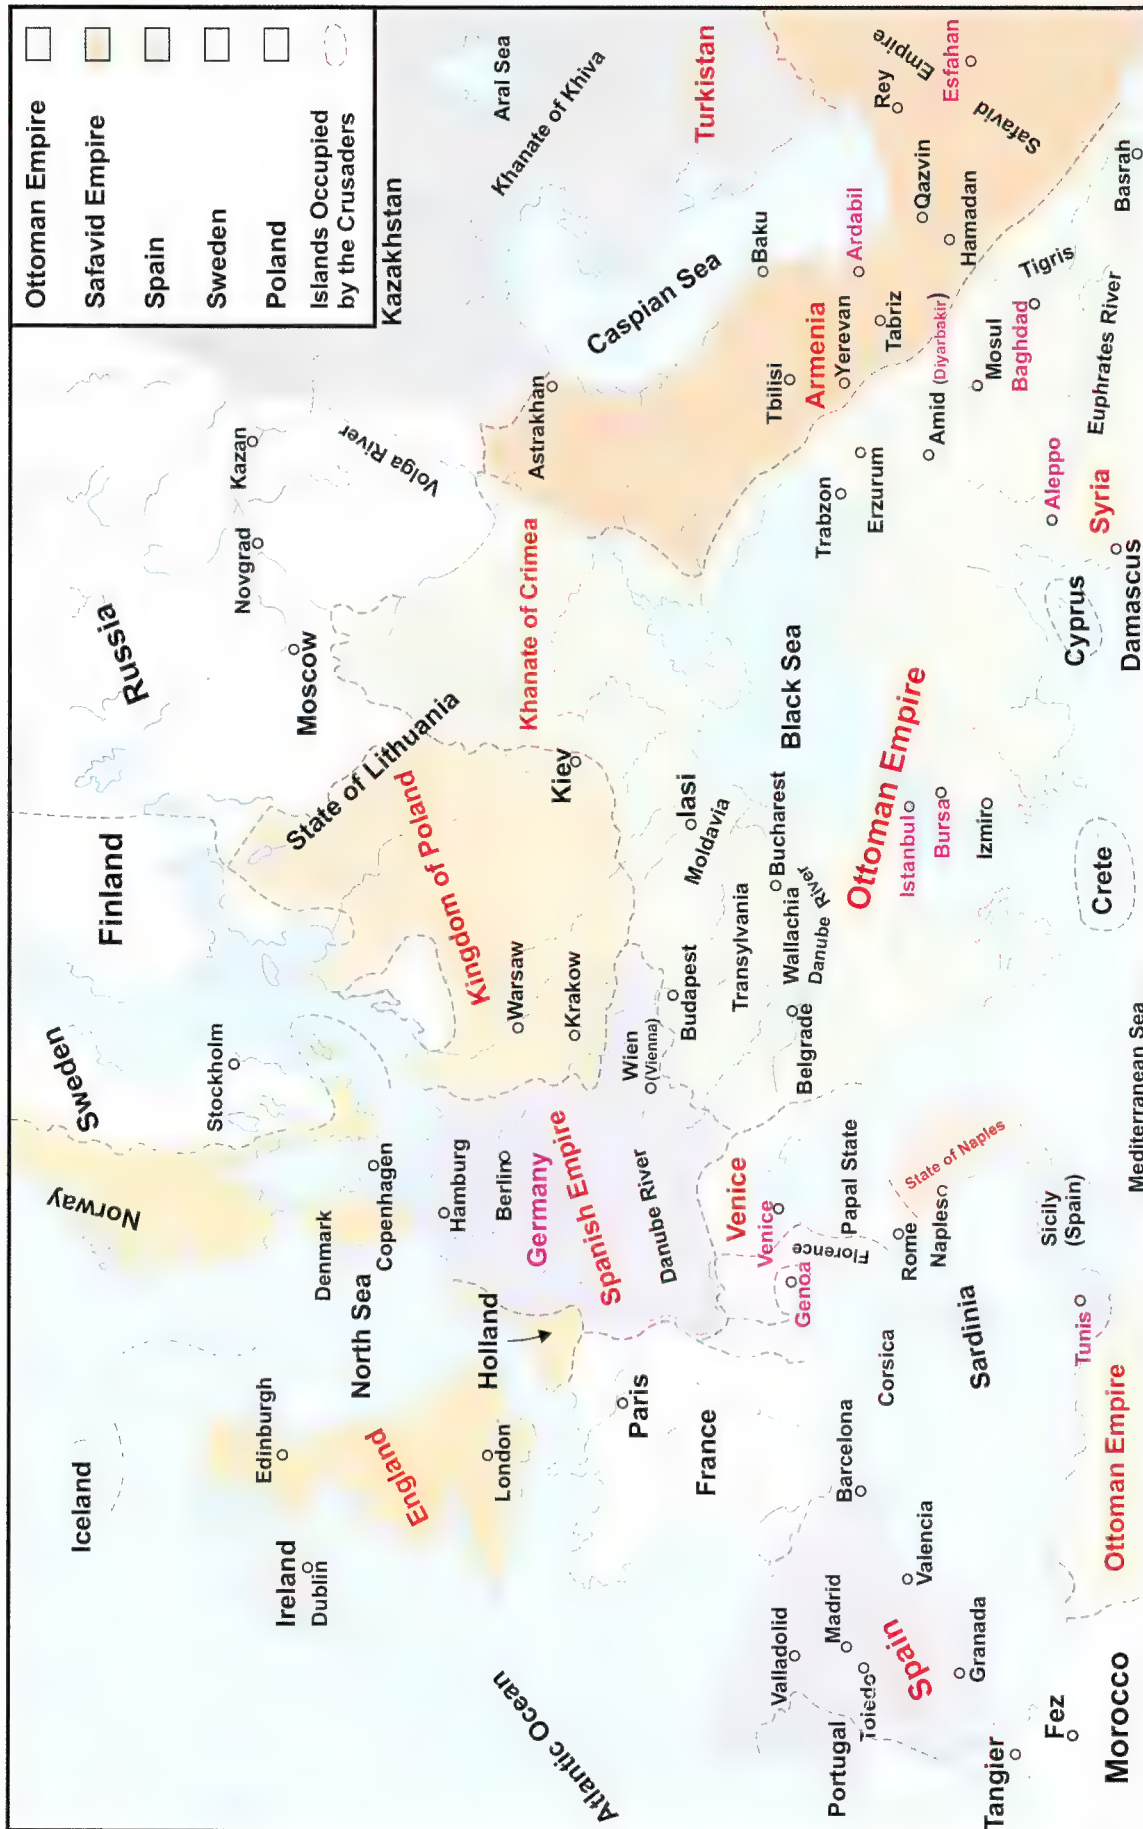 Ottoman Empire
Safavid Empire
Spain
Sweden
Poland
Islands Occupied
by the Crusaders
Iceland
Norway
Sweden
Finland
Russia
Stockholm
Novgrad
Kazan
Kazakhstan
Aral Sea
Khanate of Khiva
Turkistan
Volga River
Moscow
State of Lithuania
Kingdom of Poland
Edinburgh
Ireland
Dublin
England
London
North Sea
Denmark
Copenhagen
Hamburg
Berlin
Germany
Holland
Spanish Empire
Warsaw
Krakow
Kiev
Khanate of Crimea
Astrakhan
Caspian Sea
Atlantic Ocean
Paris
France
Danube River
Wien
(Vienna)
Budapest
Iasi
Moldavia
Transylvania
Wallachia
Bucharest
Danube River
Belgrade
Black Sea
Tbilisi
Baku
Armenia
Yerevan
Ardabil
Tabriz
Trabzon
Erzurum
Amid (Diyarbakir)
Mosul
Baghdad
Qazvin
Hamadan
Rey
Safavid
Empire
Esfahan
Tigris
Basrah
Euphrates River
Venice
Venice
Genoa
Florence
Papal State
Rome
State of Naples
Naples
Corsica
Sardinia
Sicily
(Spain)
Tunis
Ottoman Empire
Istanbul
Bursa
Izmiro
Crete
Cyprus
Aleppo
Syria
Damascus
Mediterranean Sea
Valladolid
Madrid
Toledo
Portugal
Spain
Barcelona
Valencia
Granada
Tangier
Fez
Morocco
Ottoman Empire